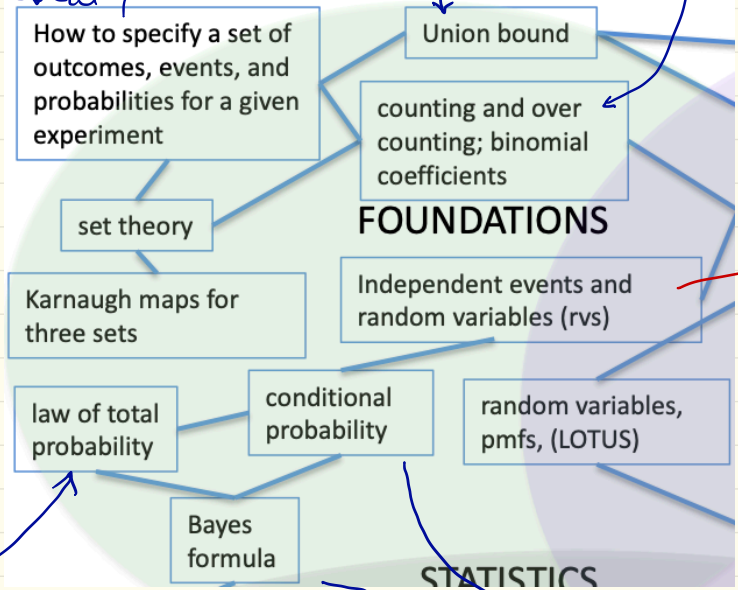 How to specify a set of
outcomes, events, and
probabilities for a given
experiment
Union bound
counting and over
counting; binomial
coefficients
set theory
FOUNDATIONS
Karnaugh maps for
three sets
Independent events and
random variables (rvs)
law of total
probability
conditional
probability
random variables,
pmfs, (LOTUS)
Bayes
formula
STATISTICS